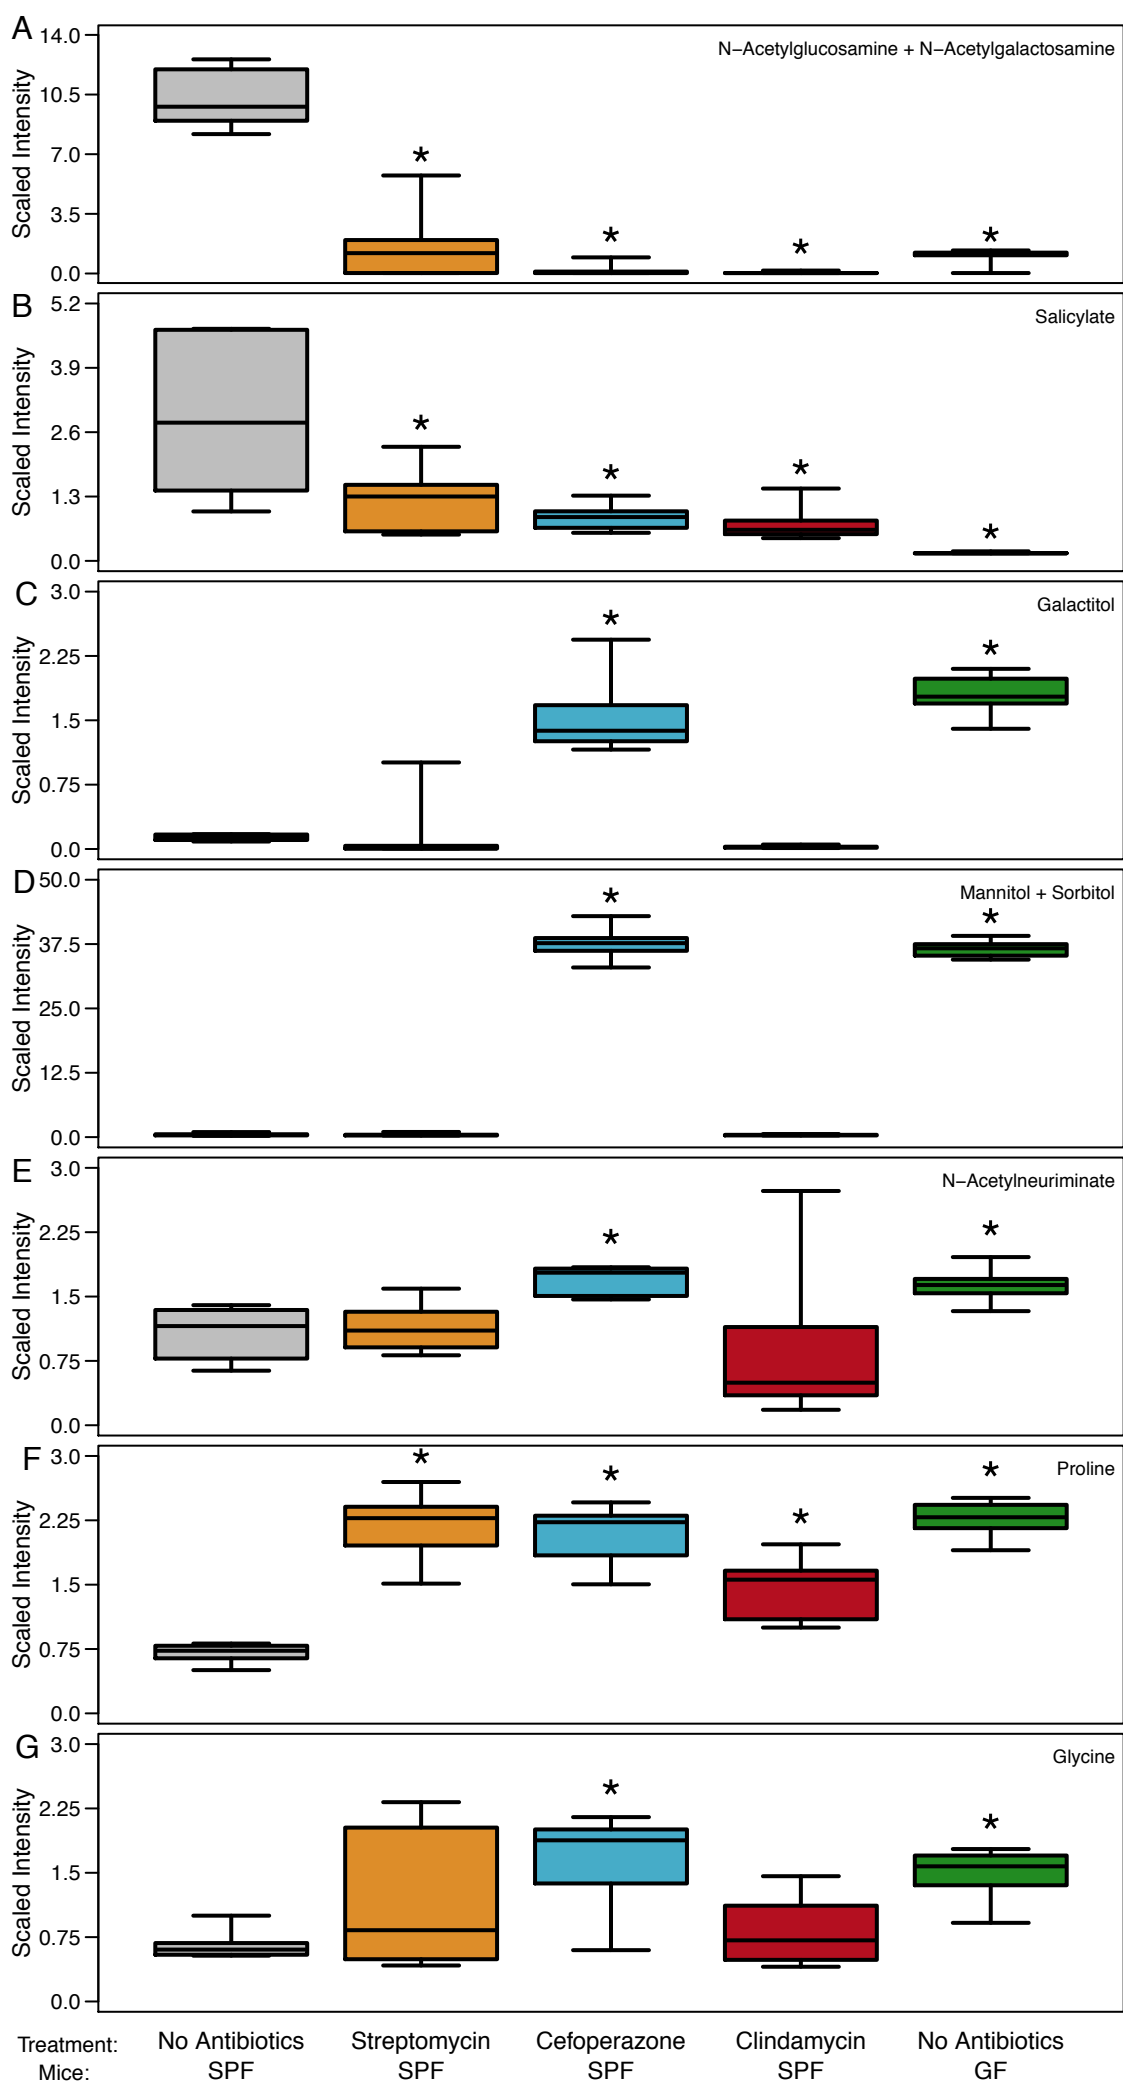 A
14.0
10.5
7.0
3.5
0.0
Scaled Intensity
N−Acetylglucosamine + N−Acetylgalactosamine
*
*
*
*
B
5.2
3.9
2.6
1.3
0.0
Scaled Intensity
Salicylate
*
*
*
*
C
3.0
2.25
1.5
0.75
0.0
Scaled Intensity
Galactitol
*
*
D
50.0
37.5
25.0
12.5
0.0
Scaled Intensity
Mannitol + Sorbitol
*
*
E
3.0
2.25
1.5
0.75
0.0
Scaled Intensity
N−Acetylneuriminate
*
*
F
3.0
2.25
1.5
0.75
0.0
Scaled Intensity
Proline
*
*
*
*
G
3.0
2.25
1.5
0.75
0.0
Scaled Intensity
Glycine
*
*
Treatment: No Antibiotics Streptomycin Cefoperazone Clindamycin No Antibiotics
Mice: SPF SPF SPF SPF GF